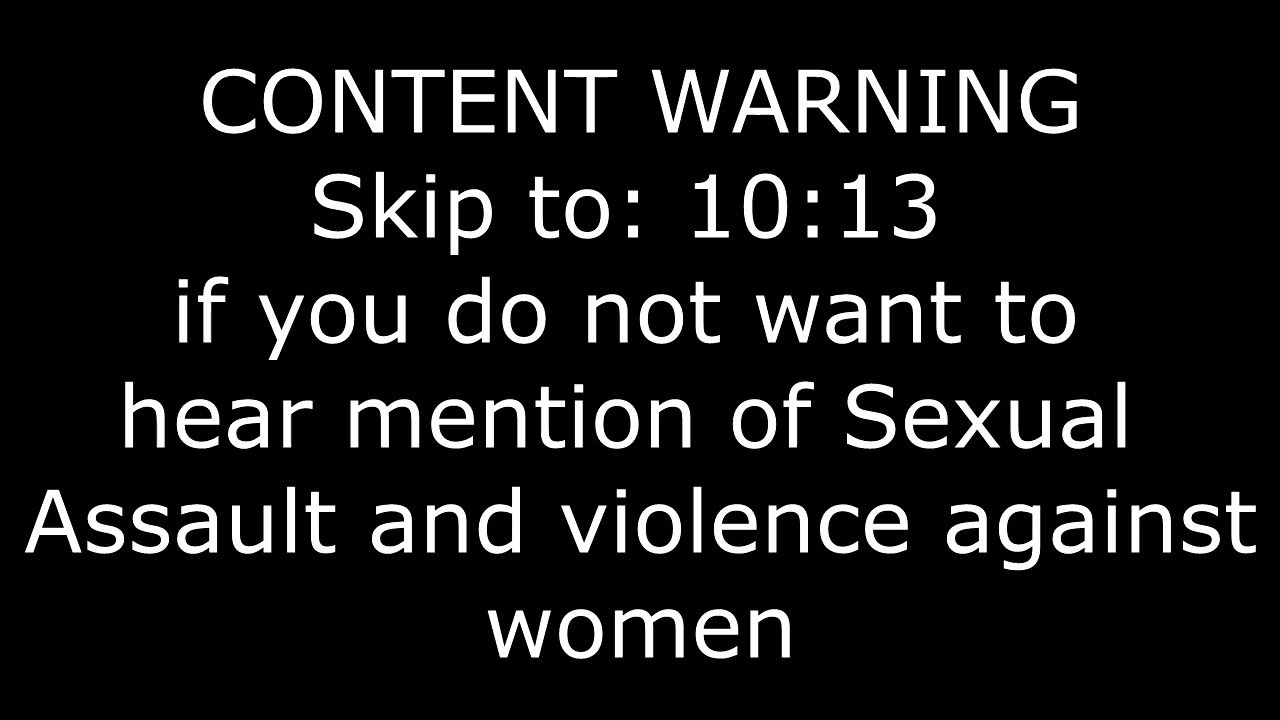 CONTENT WARNING
Skip to: 10:13
if you do not want to
hear mention of Sexual
Assault and violence against
women